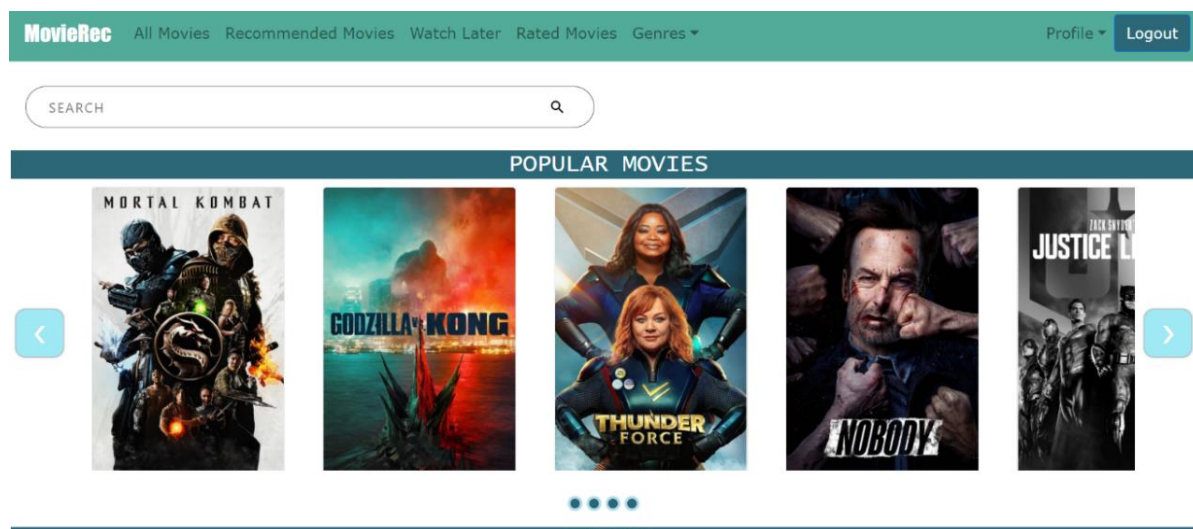 MovieRec All Movies Recommended Movies Watch Later Rated Movies Genres Profile Logout
SEARCH
POPULAR MOVIES
MORTAL KOMBAT
GODZILLA v. KONG
THUNDER
FORCE
NOBODY
ZACK SNYDER'
JUSTICE L